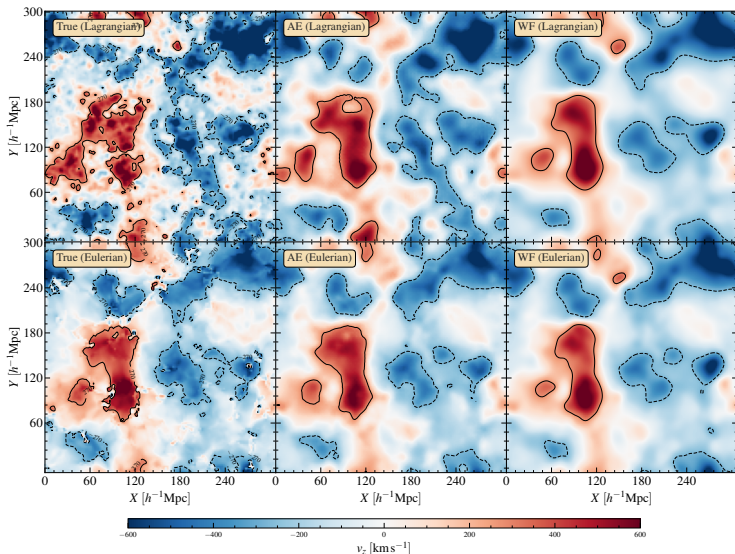 300
True (Lagrangian)
AE (Lagrangian)
WF (Lagrangian)
240
180
120
60
Y [h⁻¹Mpc]
300
True (Eulerian)
AE (Eulerian)
WF (Eulerian)
240
180
120
60
Y [h⁻¹Mpc]
0 60 120 180 240 0 60 120 180 240 0 60 120 180 240
X [h⁻¹Mpc] X [h⁻¹Mpc] X [h⁻¹Mpc]
−600 −400 −200 0 200 400 600
v_z [km s⁻¹]